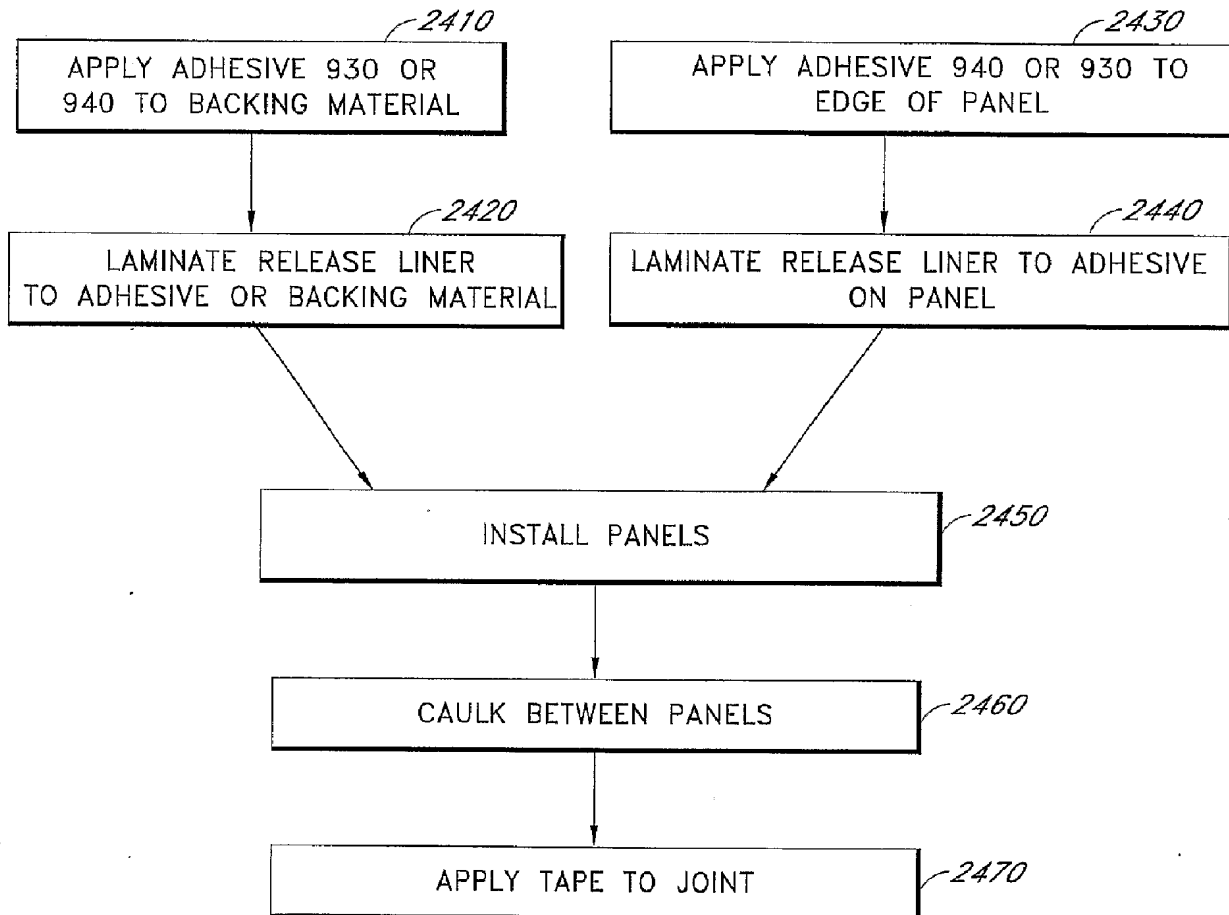 2410
APPLY ADHESIVE 930 OR
940 TO BACKING MATERIAL
2430
APPLY ADHESIVE 940 OR 930 TO
EDGE OF PANEL
2420
LAMINATE RELEASE LINER
TO ADHESIVE OR BACKING MATERIAL
2440
LAMINATE RELEASE LINER TO ADHESIVE
ON PANEL
INSTALL PANELS
2450
CAULK BETWEEN PANELS
2460
APPLY TAPE TO JOINT
2470